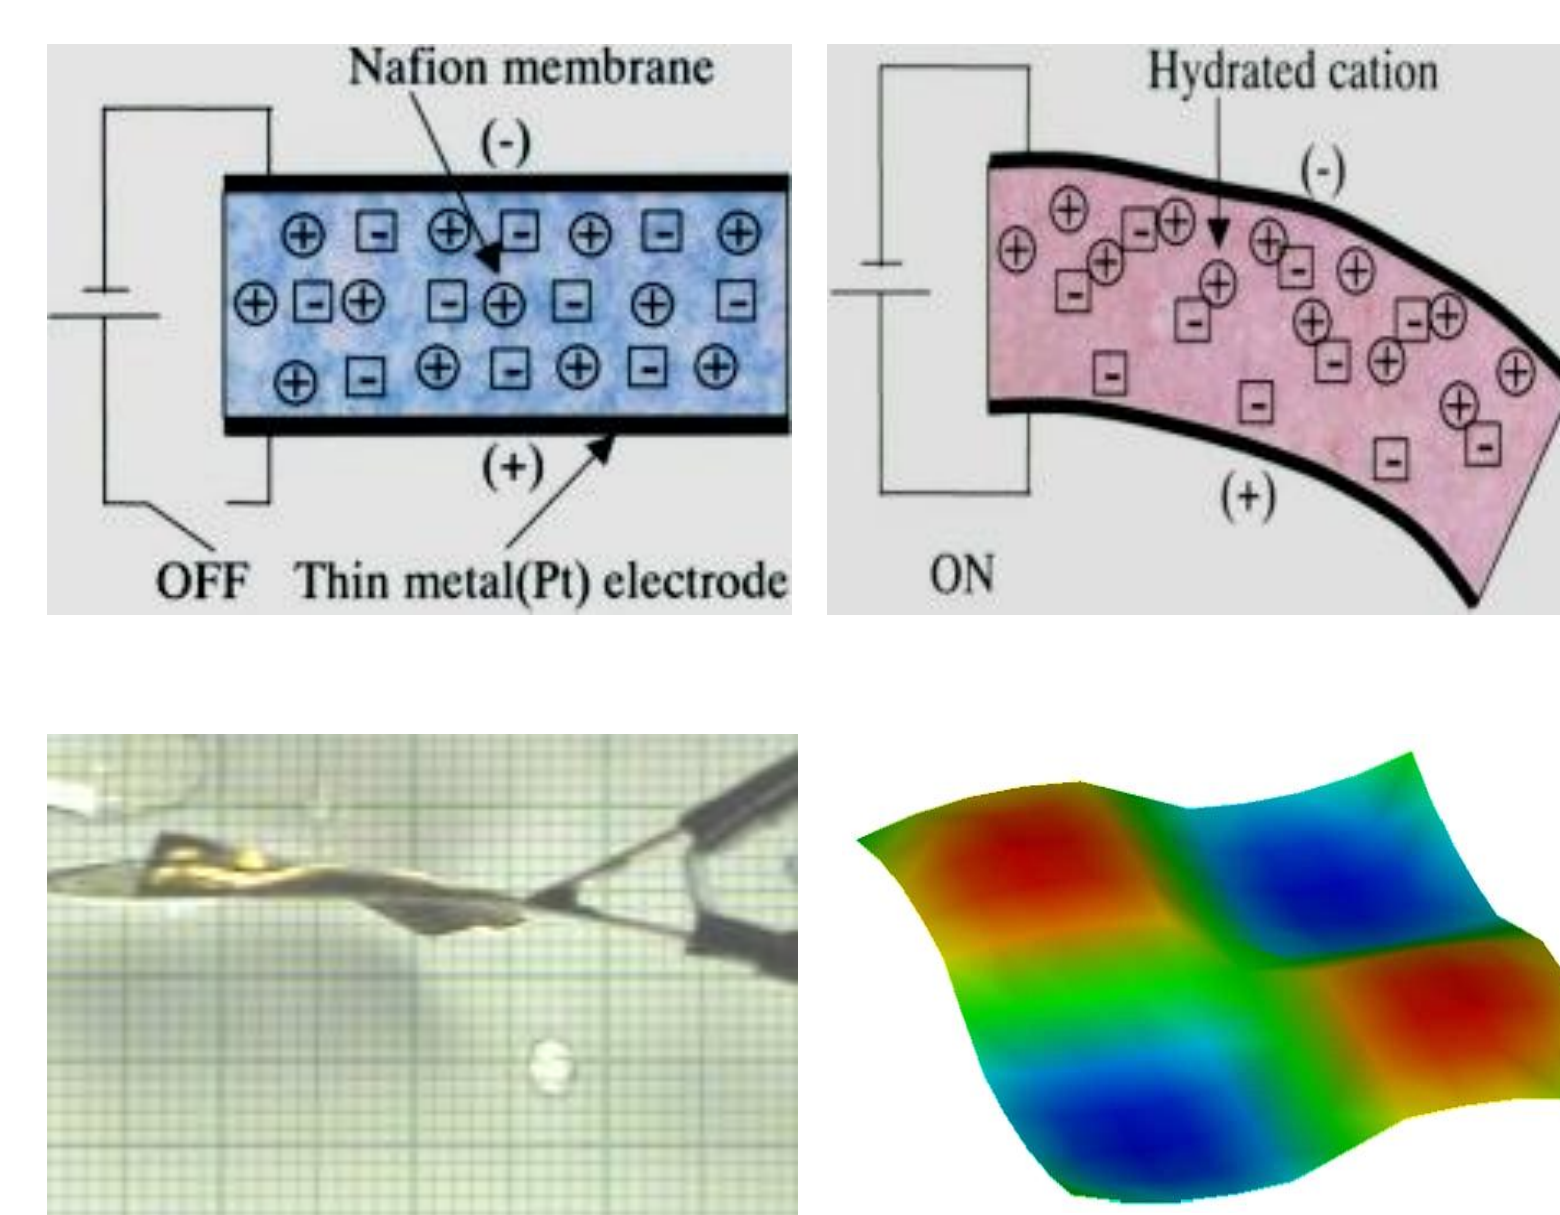 Nafion membrane
(-)
(+)
OFF
Thin metal(Pt) electrode
Hydrated cation
(-)
(+)
ON